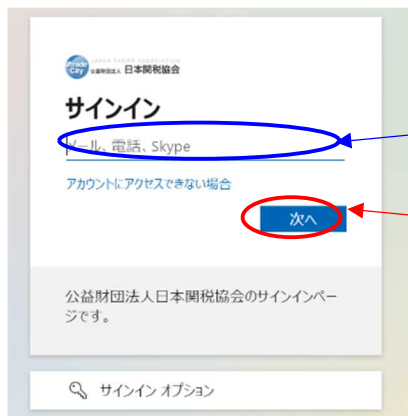 Trade City
JAPAN TARIFF ASSOCIATION
公益財団法人 日本関税協会
サインイン
メール、電話、Skype
アカウントにアクセスできない場合
次へ
公益財団法人日本関税協会のサインインペー
ジです。
サインイン オプション